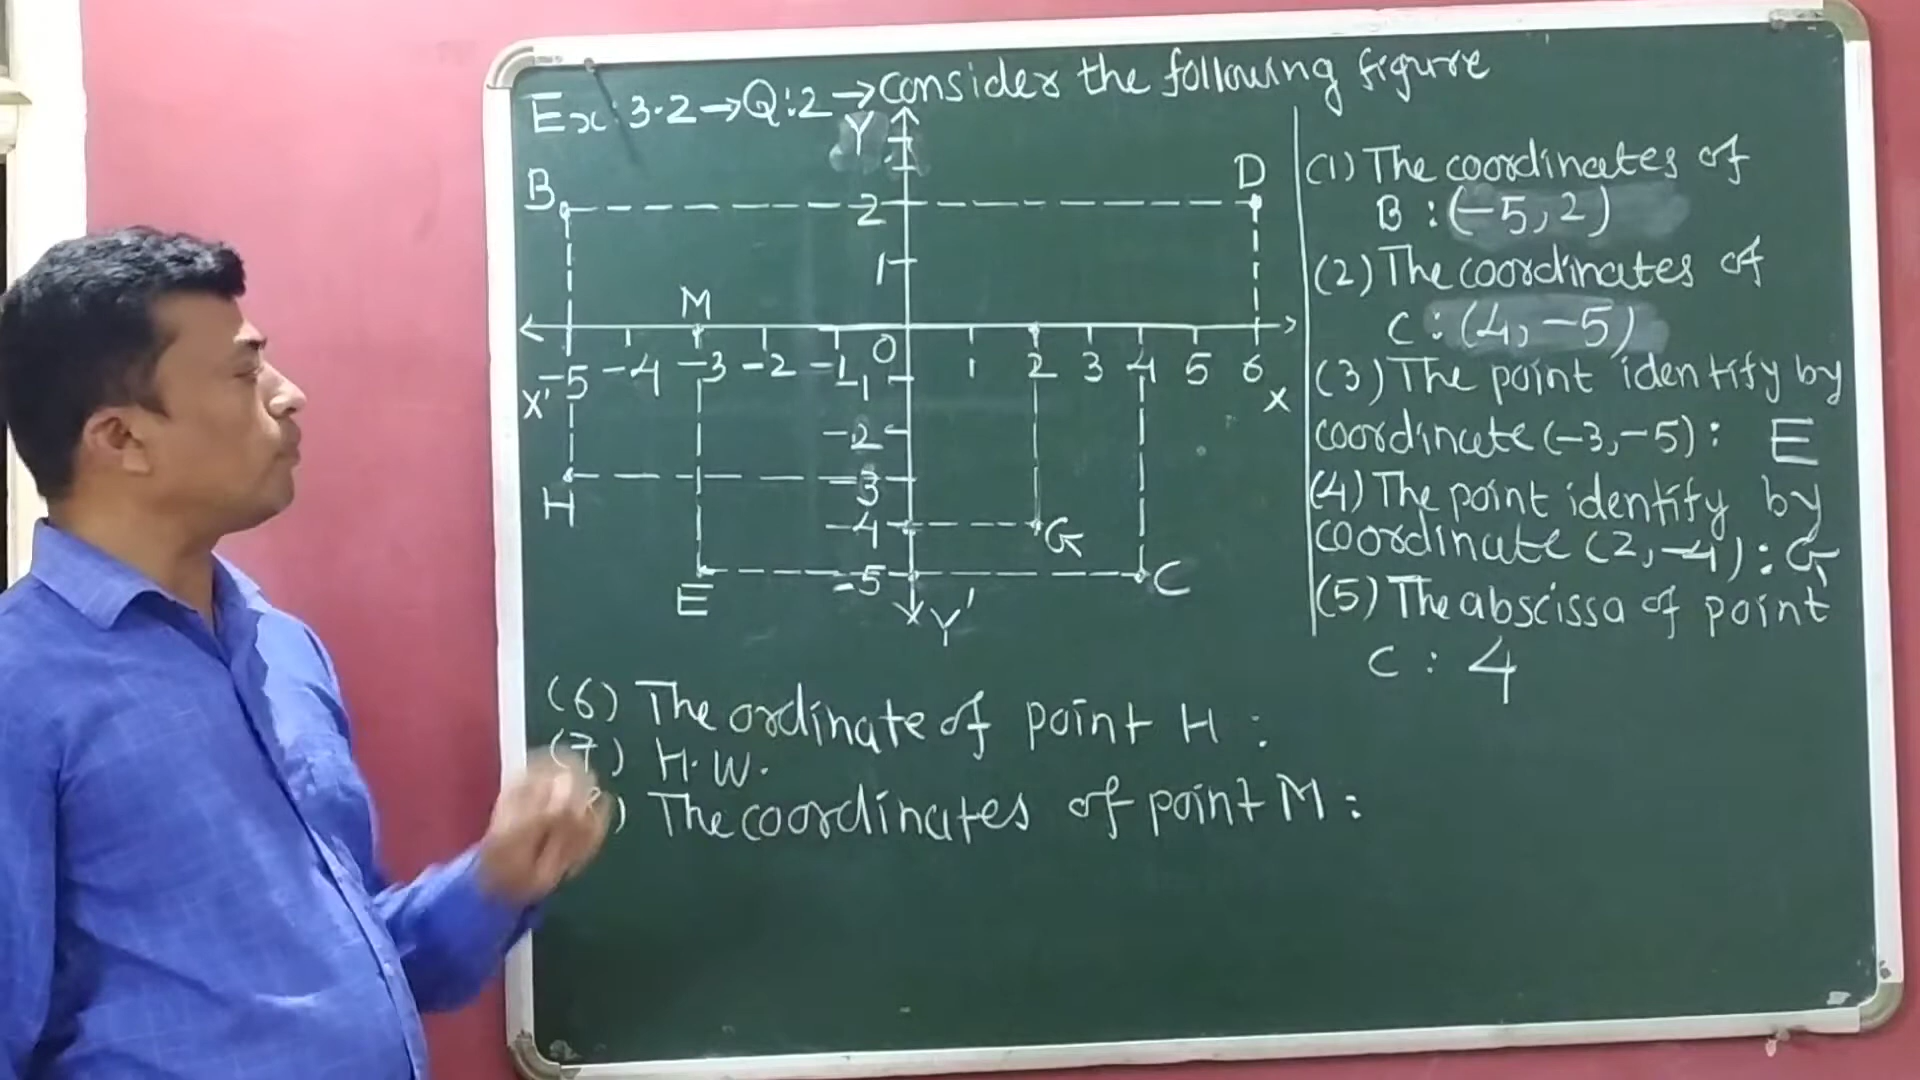 Ex: 3.2→Q:2→consider the following figure
Y
B
D
2
1
M
0
-5 -4 -3 -2 -1 1 2 3 4 5 6
X'
X
-1
-2
-3
H
-4
G
-5
E
C
Y'
(1) The coordinates of
B : (-5,2)
(2) The coordinates of
C : (4,-5)
(3) The point identify by
coordinate (-3,-5): E
(4) The point identify by
coordinate (2,-4) : G
(5) The abscissa of point
C : 4
(6) The ordinate of point H :
(7) H.W.
(8) The coordinates of point M :